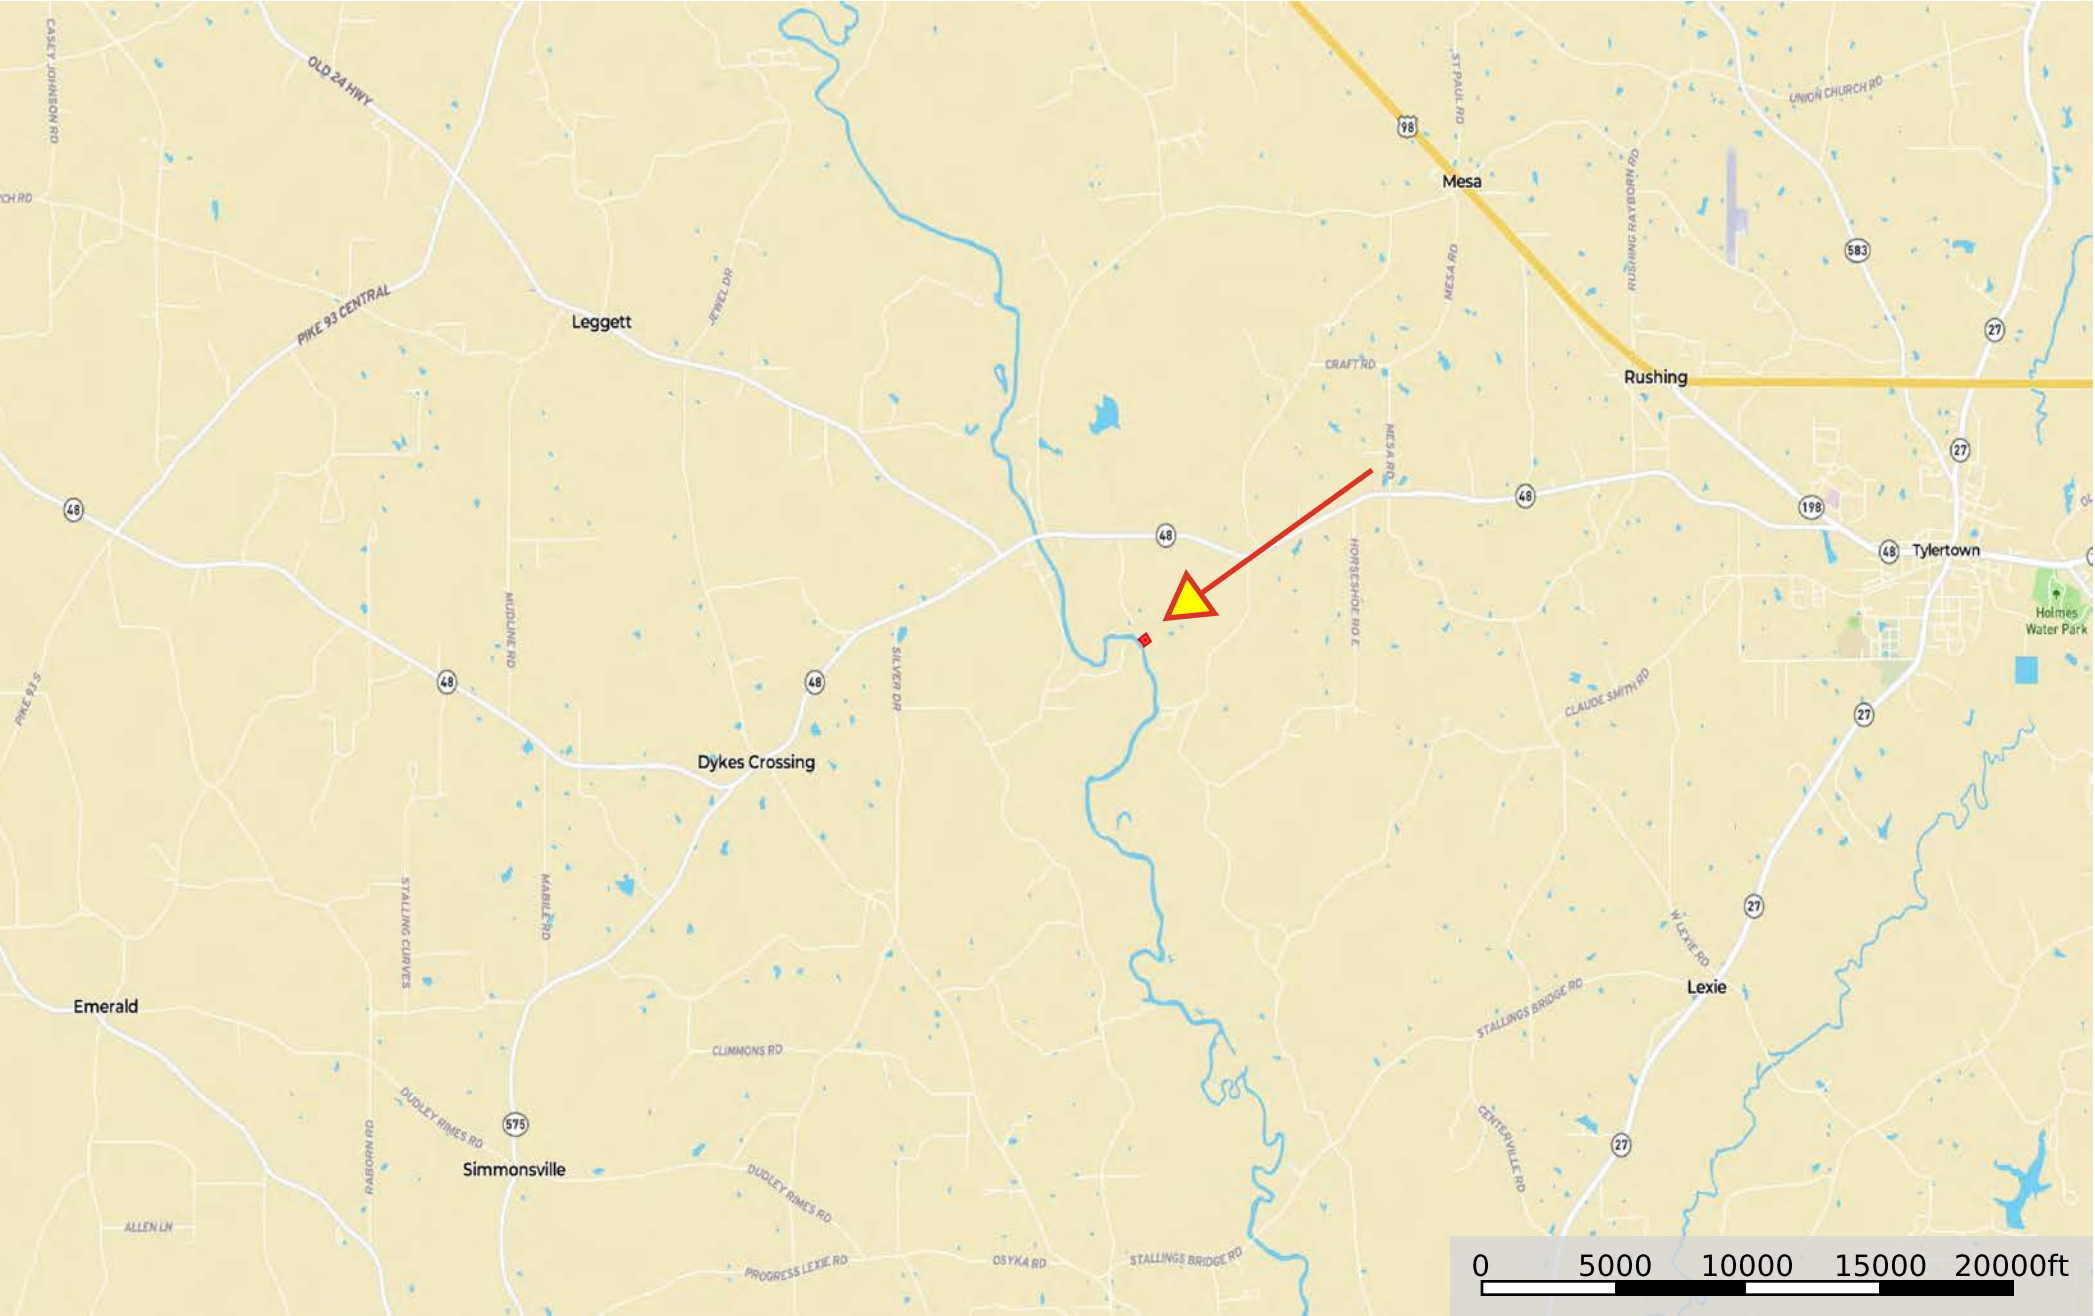 CASEY JOHNSON RD
OLD 24 HWY
ST PAUL RD
UNION CHURCH RD
98
Mesa
CH RD
RUSHING RAYBORN RD
583
MESA RD
JEWEL DR
PIKE 93 CENTRAL
Leggett
27
CRAFT RD
Rushing
MESA RD
27
48
48
198
48
48
Tylertown
HORSESHOE RD E
MUDLINE RD
Holmes
Water Park
SILVER DR
PIKE 93 S
48
48
CLAUDE SMITH RD
27
Dykes Crossing
STALLING CURVES
MABILE RD
27
W LEXIE RD
Lexie
Emerald
STALLINGS BRIDGE RD
CLIMMONS RD
DUDLEY RIMES RD
CENTERVILLE RD
575
27
RABORN RD
Simmonsville
DUDLEY RIMES RD
ALLEN LN
PROGRESS LEXIE RD
OSYKA RD
STALLINGS BRIDGE RD
0 5000 10000 15000 20000ft